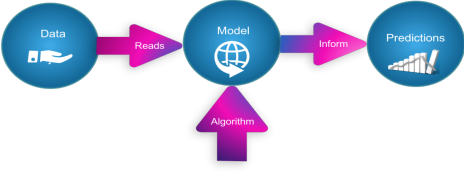 Data
Reads
Model
Inform
Predictions
Algorithm